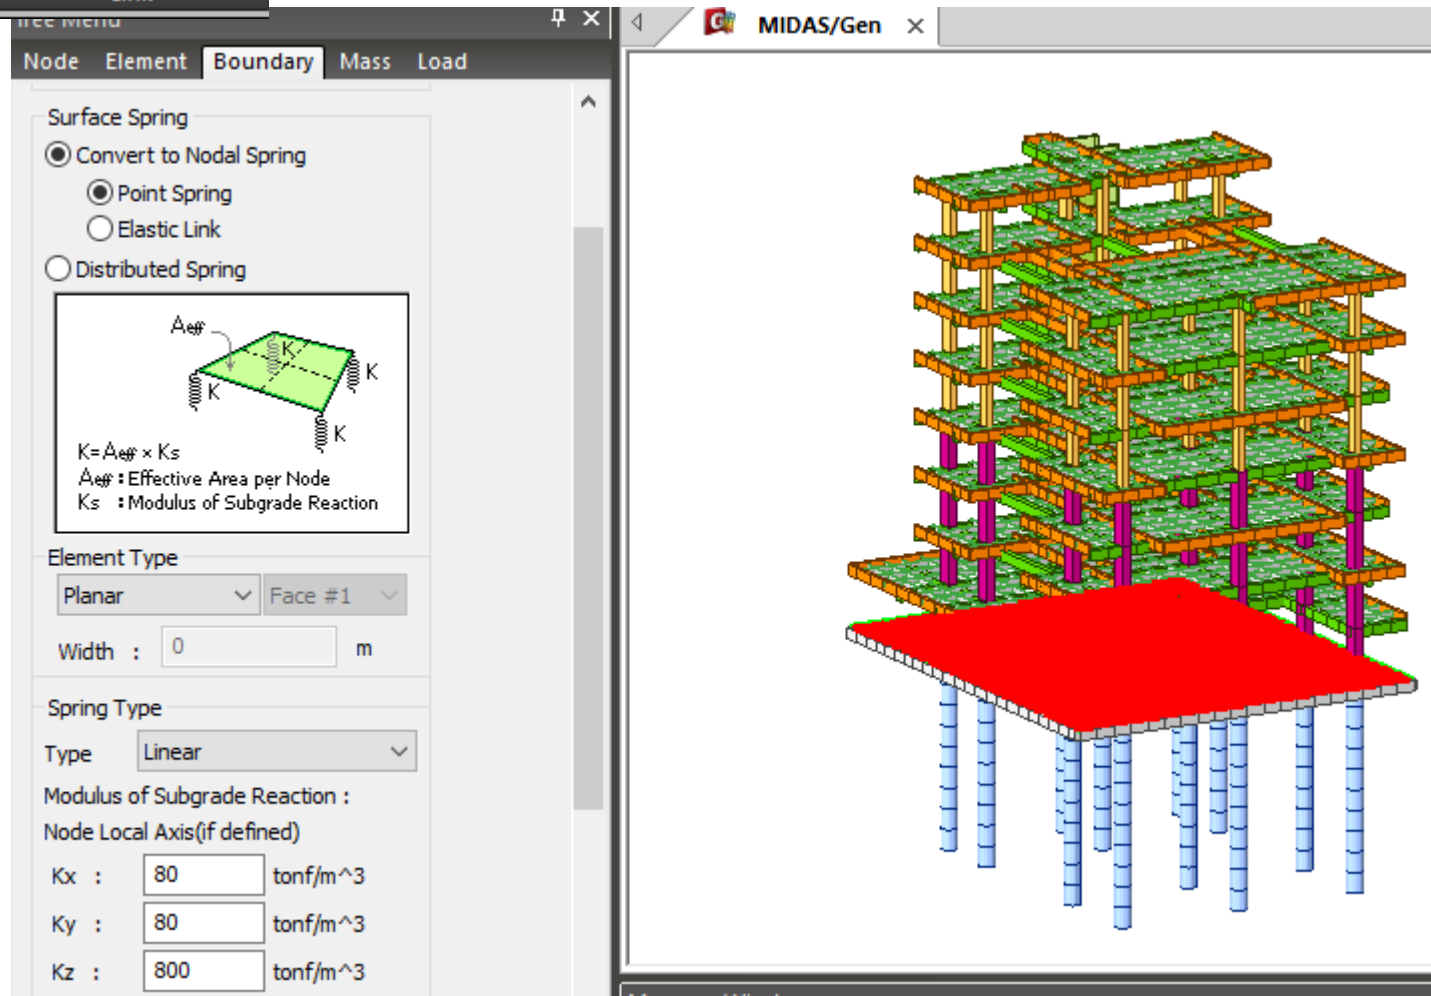 Tree Menu
MIDAS/Gen
Node Element Boundary Mass Load
Surface Spring
Convert to Nodal Spring
Point Spring
Elastic Link
Distributed Spring
Aeff
K
K
K
K
K=Aeff × Ks
Aeff : Effective Area per Node
Ks : Modulus of Subgrade Reaction
Element Type
Planar Face #1
Width : 0 m
Spring Type
Type Linear
Modulus of Subgrade Reaction :
Node Local Axis(if defined)
Kx : 80 tonf/m^3
Ky : 80 tonf/m^3
Kz : 800 tonf/m^3